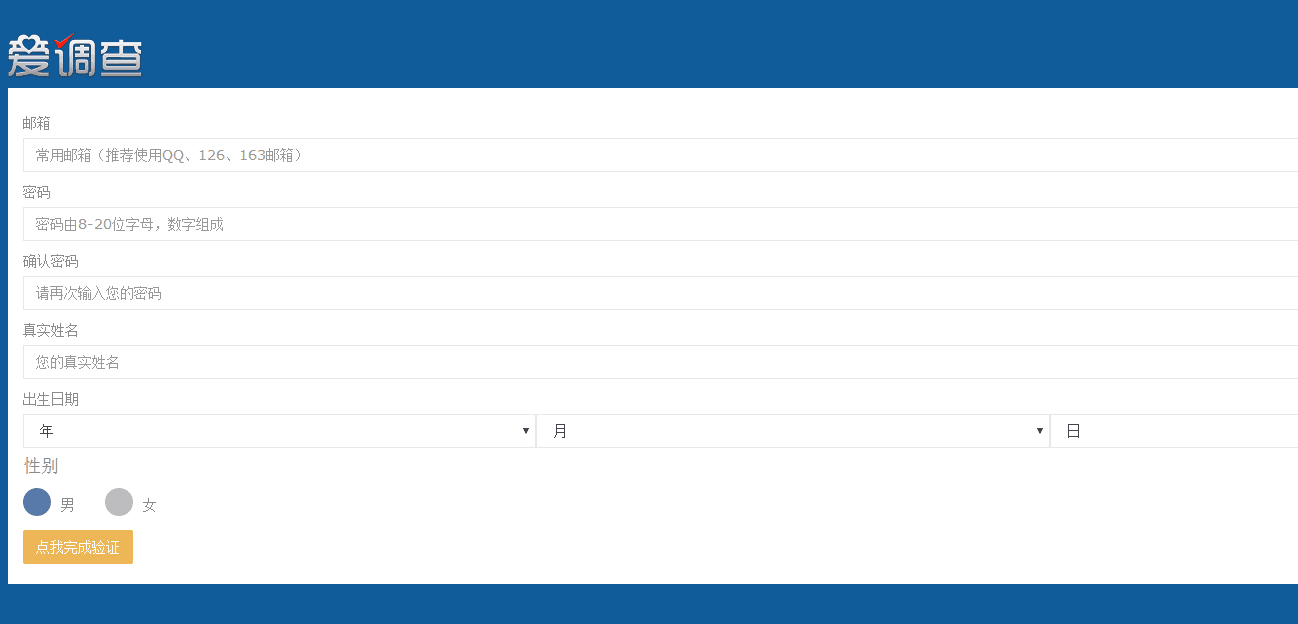 爱调查
邮箱
常用邮箱（推荐使用QQ、126、163邮箱）
密码
密码由8-20位字母，数字组成
确认密码
请再次输入您的密码
真实姓名
您的真实姓名
出生日期
年 月 日
性别
男 女
点我完成验证